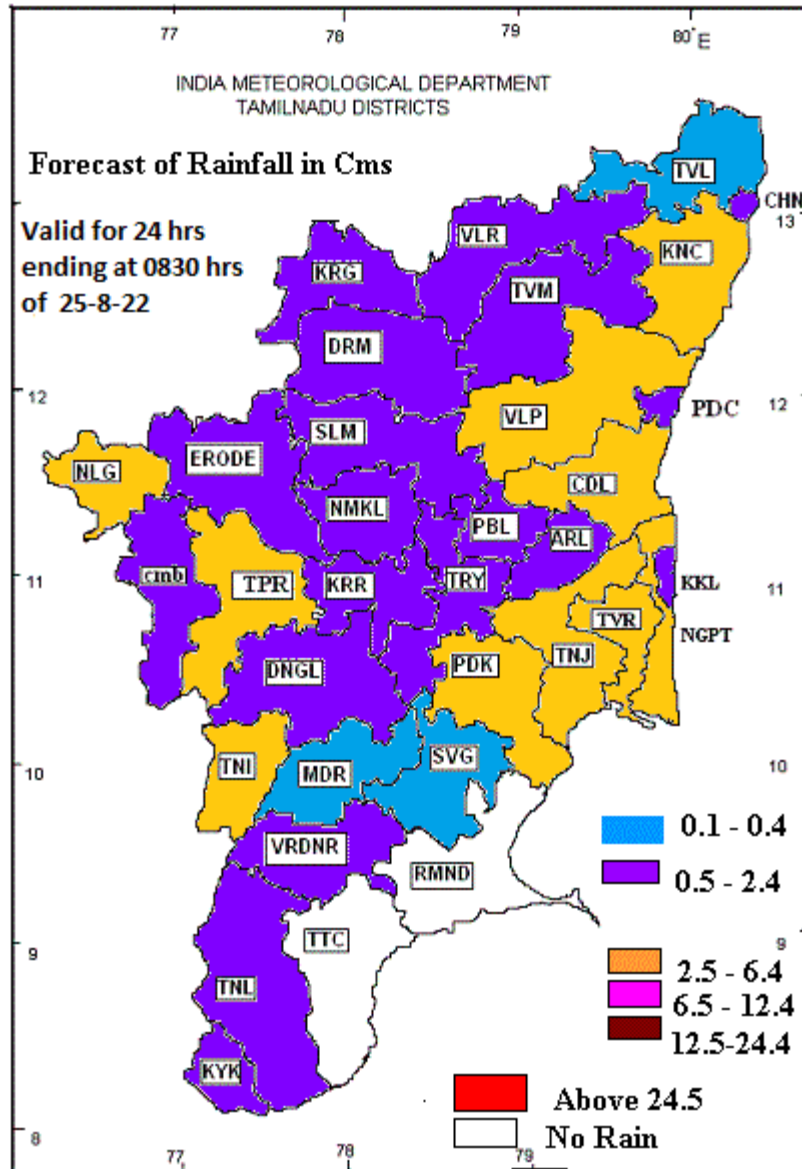 77 78 79 80°E
INDIA METEOROLOGICAL DEPARTMENT
TAMILNADU DISTRICTS
Forecast of Rainfall in Cms
TVL
CHN
13
Valid for 24 hrs
ending at 0830 hrs
of 25-8-22
VLR
KNC
KRG
TVM
DRM
12
12
PDC
VLP
SLM
ERODE
NLG
CDL
NMKL
PBL
ARL
11
cmb
TPR
KRR
TRY
KKL
11
TVR
NGPT
DNGL
PDK
TNJ
10
TNI
MDR
SVG
10
0.1 - 0.4
VRDNR
RMND
0.5 - 2.4
9
TTC
9
2.5 - 6.4
TNL
6.5 - 12.4
12.5-24.4
KYK
Above 24.5
8
No Rain
77 78 79